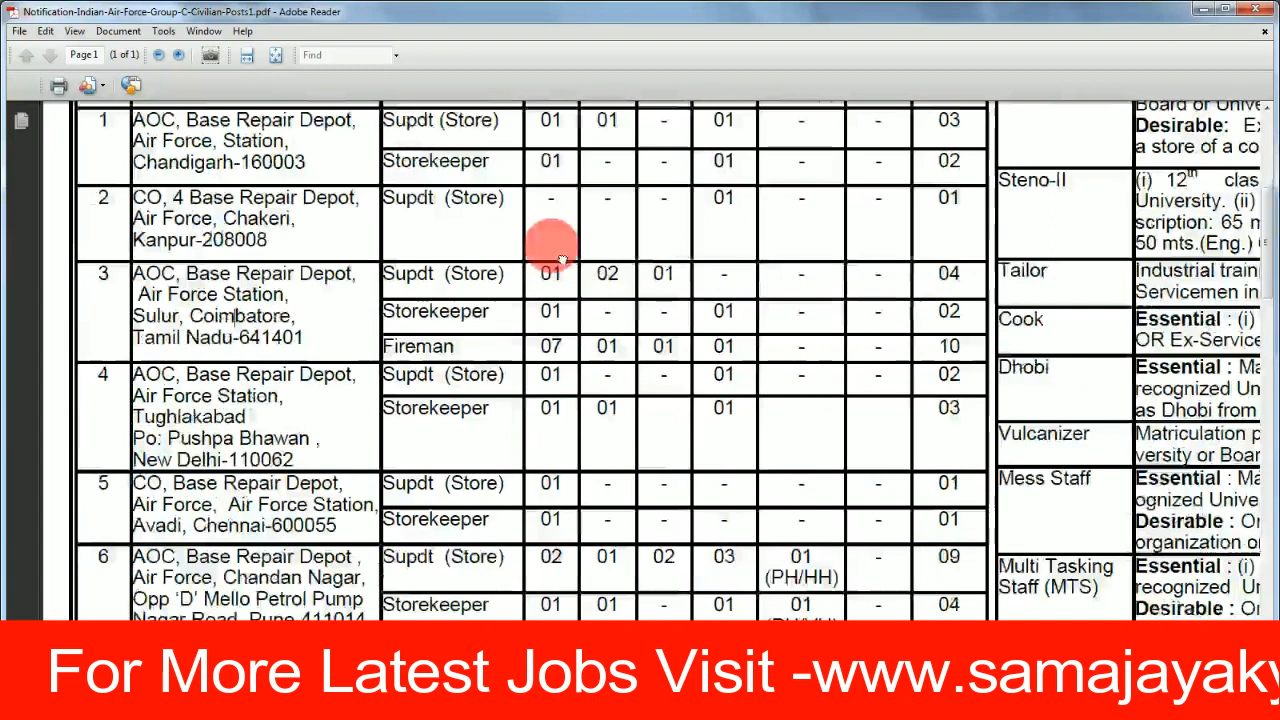 Notification-Indian-Air-Force-Group-C-Civilian-Posts1.pdf - Adobe Reader
File Edit View Document Tools Window Help
Page 1 (1 of 1) Find
1 AOC, Base Repair Depot, Supdt (Store) 01 01 - 01 - - 03
Air Force, Station,
Chandigarh-160003 Storekeeper 01 - - 01 - - 02
2 CO, 4 Base Repair Depot, Supdt (Store) - - - 01 - - 01
Air Force, Chakeri,
Kanpur-208008
3 AOC, Base Repair Depot, Supdt (Store) 01 02 01 - - - 04
Air Force Station,
Sulur, Coimbatore, Storekeeper 01 - - 01 - - 02
Tamil Nadu-641401 Fireman 07 01 01 01 - - 10
4 AOC, Base Repair Depot, Supdt (Store) 01 - - 01 - - 02
Air Force Station,
Tughlakabad Storekeeper 01 01 01 03
Po: Pushpa Bhawan ,
New Delhi-110062
5 CO, Base Repair Depot, Supdt (Store) 01 - - - - - 01
Air Force, Air Force Station,
Avadi, Chennai-600055 Storekeeper 01 - - - - - 01
6 AOC, Base Repair Depot , Supdt (Store) 02 01 02 03 01 - 09
Air Force, Chandan Nagar, (PH/HH)
Opp ‘D’ Mello Petrol Pump Storekeeper 01 01 - 01 01 - 04
Nagar Road, Pune 411014
Board or Unive
Desirable: Ex
a store of a co
Steno-II (i) 12th clas
University. (ii)
scription: 65 m
50 mts.(Eng.)
Tailor Industrial train
Servicemen in
Cook Essential : (i)
OR Ex-Service
Dhobi Essential : Ma
recognized Un
as Dhobi from
Vulcanizer Matriculation p
versity or Boar
Mess Staff Essential : Ma
ognized Unive
Desirable : On
organization o
Multi Tasking Essential : (i)
Staff (MTS) recognized Un
Desirable : On
For More Latest Jobs Visit -www.samajayaky